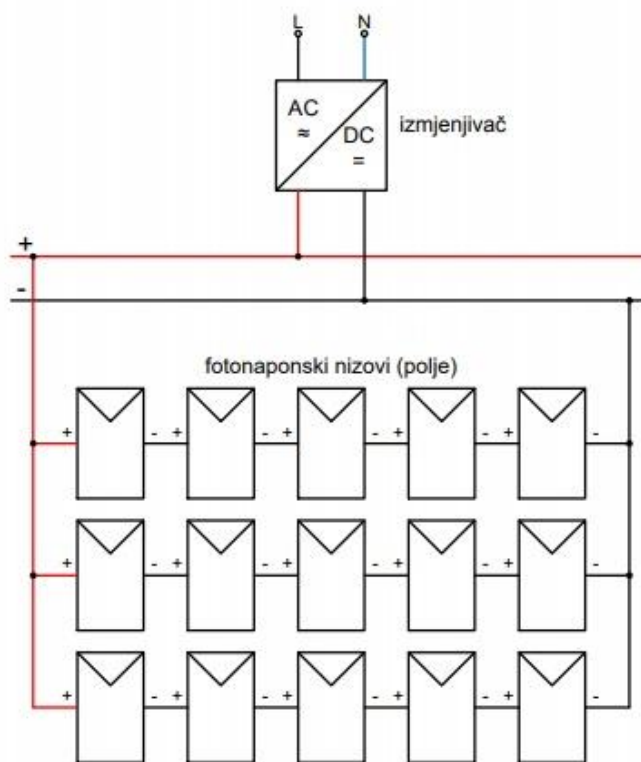 L N
AC
≈
DC
=
izmjenjivač
+
-
fotonaponski nizovi (polje)
+ - + - + - + - + -
+ - + - + - + - + -
+ - + - + - + - + -